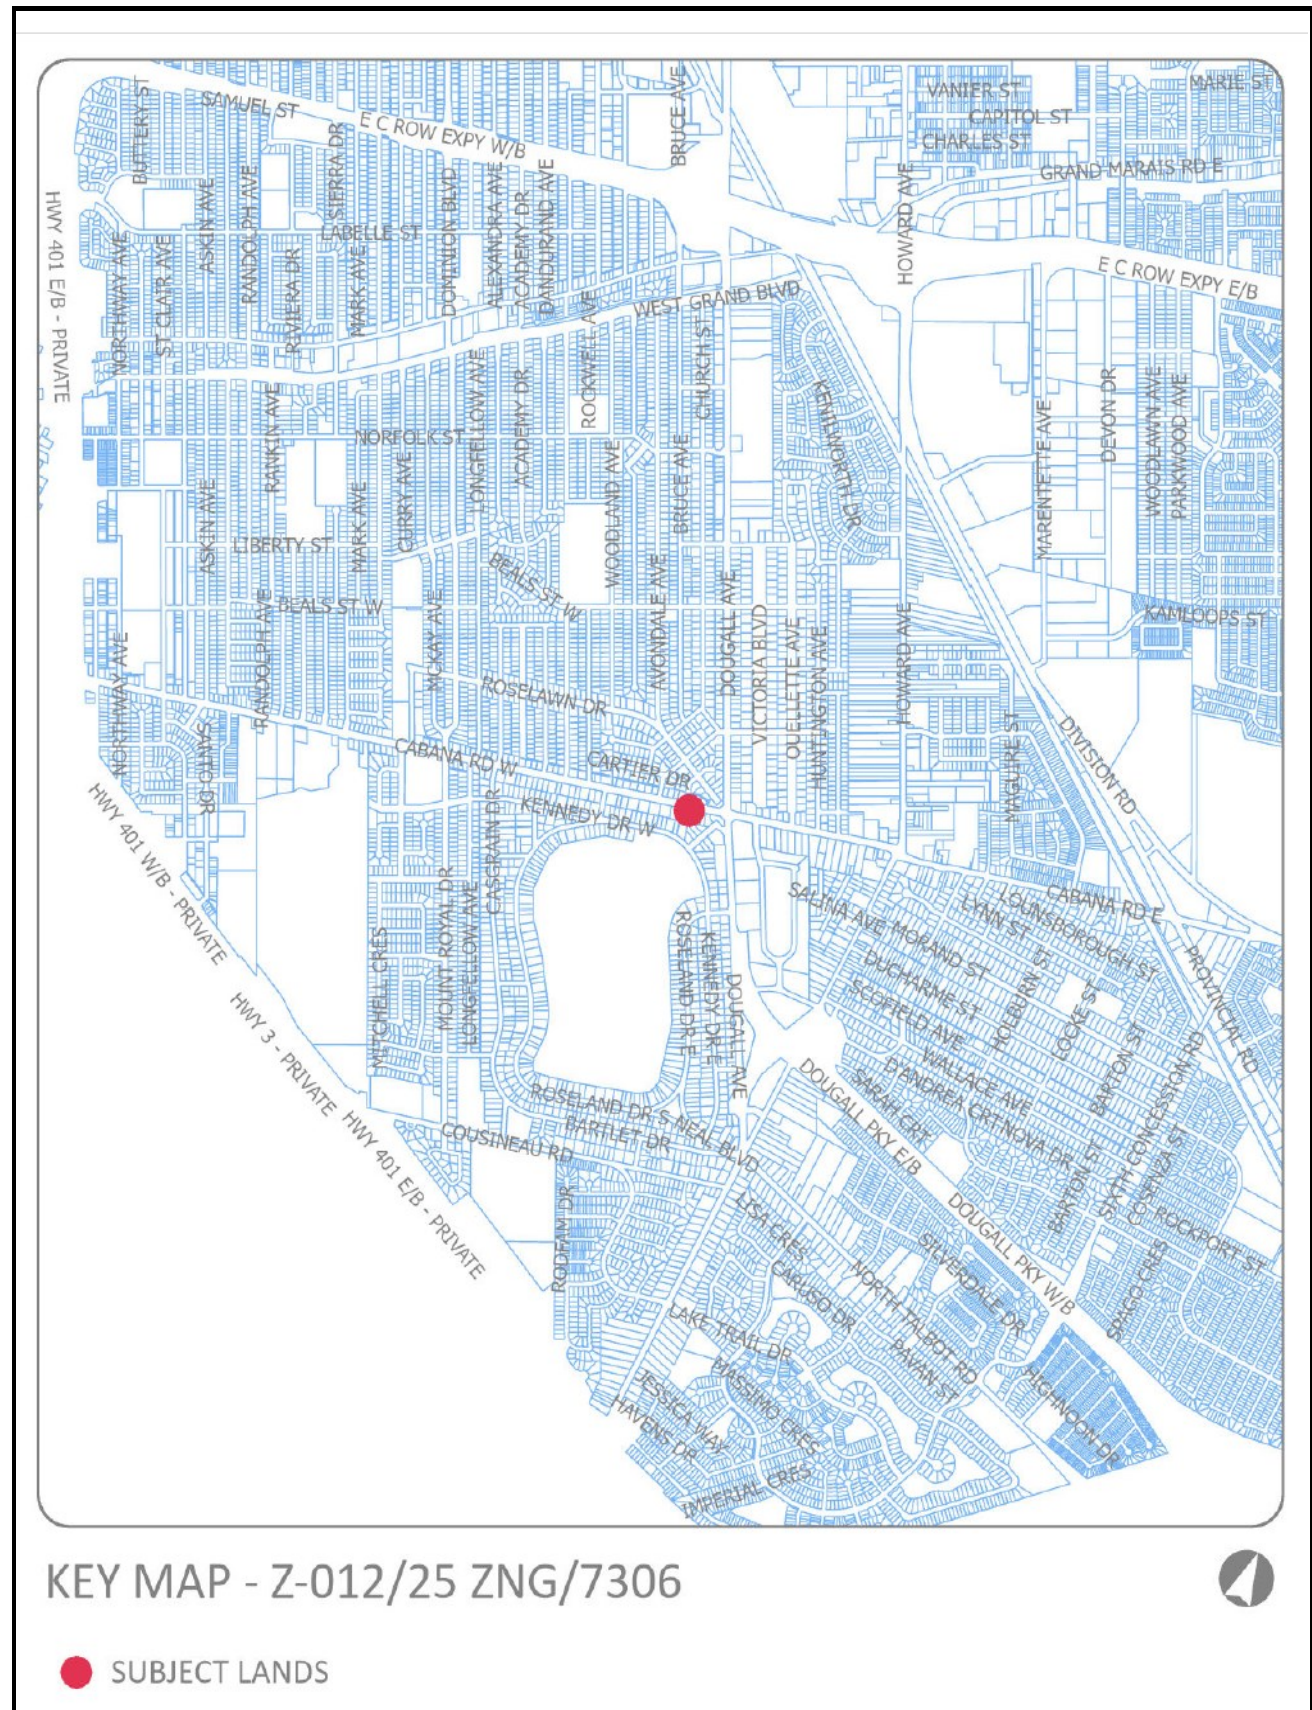 BUTTERY ST
SAMUEL ST
E C ROW EXPY W/B
BRUCE AVE
VANIER ST
MARIE ST
CAPITOL ST
CHARLES ST
GRAND MARAIS RD E
HWY 401 E/B - PRIVATE
SIERRA DR
ASKIN AVE
RANDOLPH AVE
LABELLE ST
DOMINION BLVD
ALEXANDRA AVE
ACADEMY DR
DANDURAND AVE
HOWARD AVE
E C ROW EXPY E/B
NORTHWAY AVE
ST CLAIR AVE
RIVIERA DR
MARK AVE
WEST GRAND BLVD
ROCKWELL AVE
CHURCH ST
KENILWORTH DR
RANKIN AVE
NORFOLK ST
LONGFELLOW AVE
ACADEMY DR
MARENTETTE AVE
DEVON DR
WOODLAWN AVE
PARKWOOD AVE
ASKIN AVE
LIBERTY ST
MARK AVE
CURRY AVE
WOODLAND AVE
BRUCE AVE
BEALS ST W
BEALS ST W
RANDOLPH AVE
MCKAY AVE
AVONDALE AVE
DOUGALL AVE
VICTORIA BLVD
OUELLETTE AVE
HUNTINGTON AVE
HOWARD AVE
KAMLOOPS ST
NORTHWAY AVE
SANTO DR
ROSELAWN DR
CABANA RD W
CARTIER DR
KENNEDY DR W
MAGUIRE ST
DIVISION RD
HWY 401 W/B - PRIVATE
CASGRAIN DR
MOUNT ROYAL DR
LONGFELLOW AVE
MITCHELL CRES
ROSELAND DR E
KENNEDY DR E
DOUGALL AVE
SALINA AVE
MORAND ST
LYNN ST
LOUNSBOROUGH ST
CABANA RD E
DUCHARME ST
SCOFIELD AVE
HOLBURN ST
LOCKE ST
PROVINCIAL RD
HWY 3 - PRIVATE
WALLACE AVE
D'ANDREA CRT
NOVA DR
SARAH CRT
BARTON ST
SIXTH CONCESSION RD
DOUGALL PKY E/B
HWY 401 E/B - PRIVATE
ROSELAND DR S
NEAL BLVD
BARTLET DR
COUSINEAU RD
BARTON ST
COSENZA ST
ROCKPORT ST
RODFAM DR
LISA CRES
DOUGALL PKY W/B
SILVERDALE DR
SPAGO CRES
CARUSO DR
NORTH TALBOT RD
LAKE TRAIL DR
PAVAN ST
MASSIMO CRES
JESSICA WAY
HAVENS DR
HIGHNOON DR
IMPERIAL CRES
KEY MAP - Z-012/25 ZNG/7306
SUBJECT LANDS